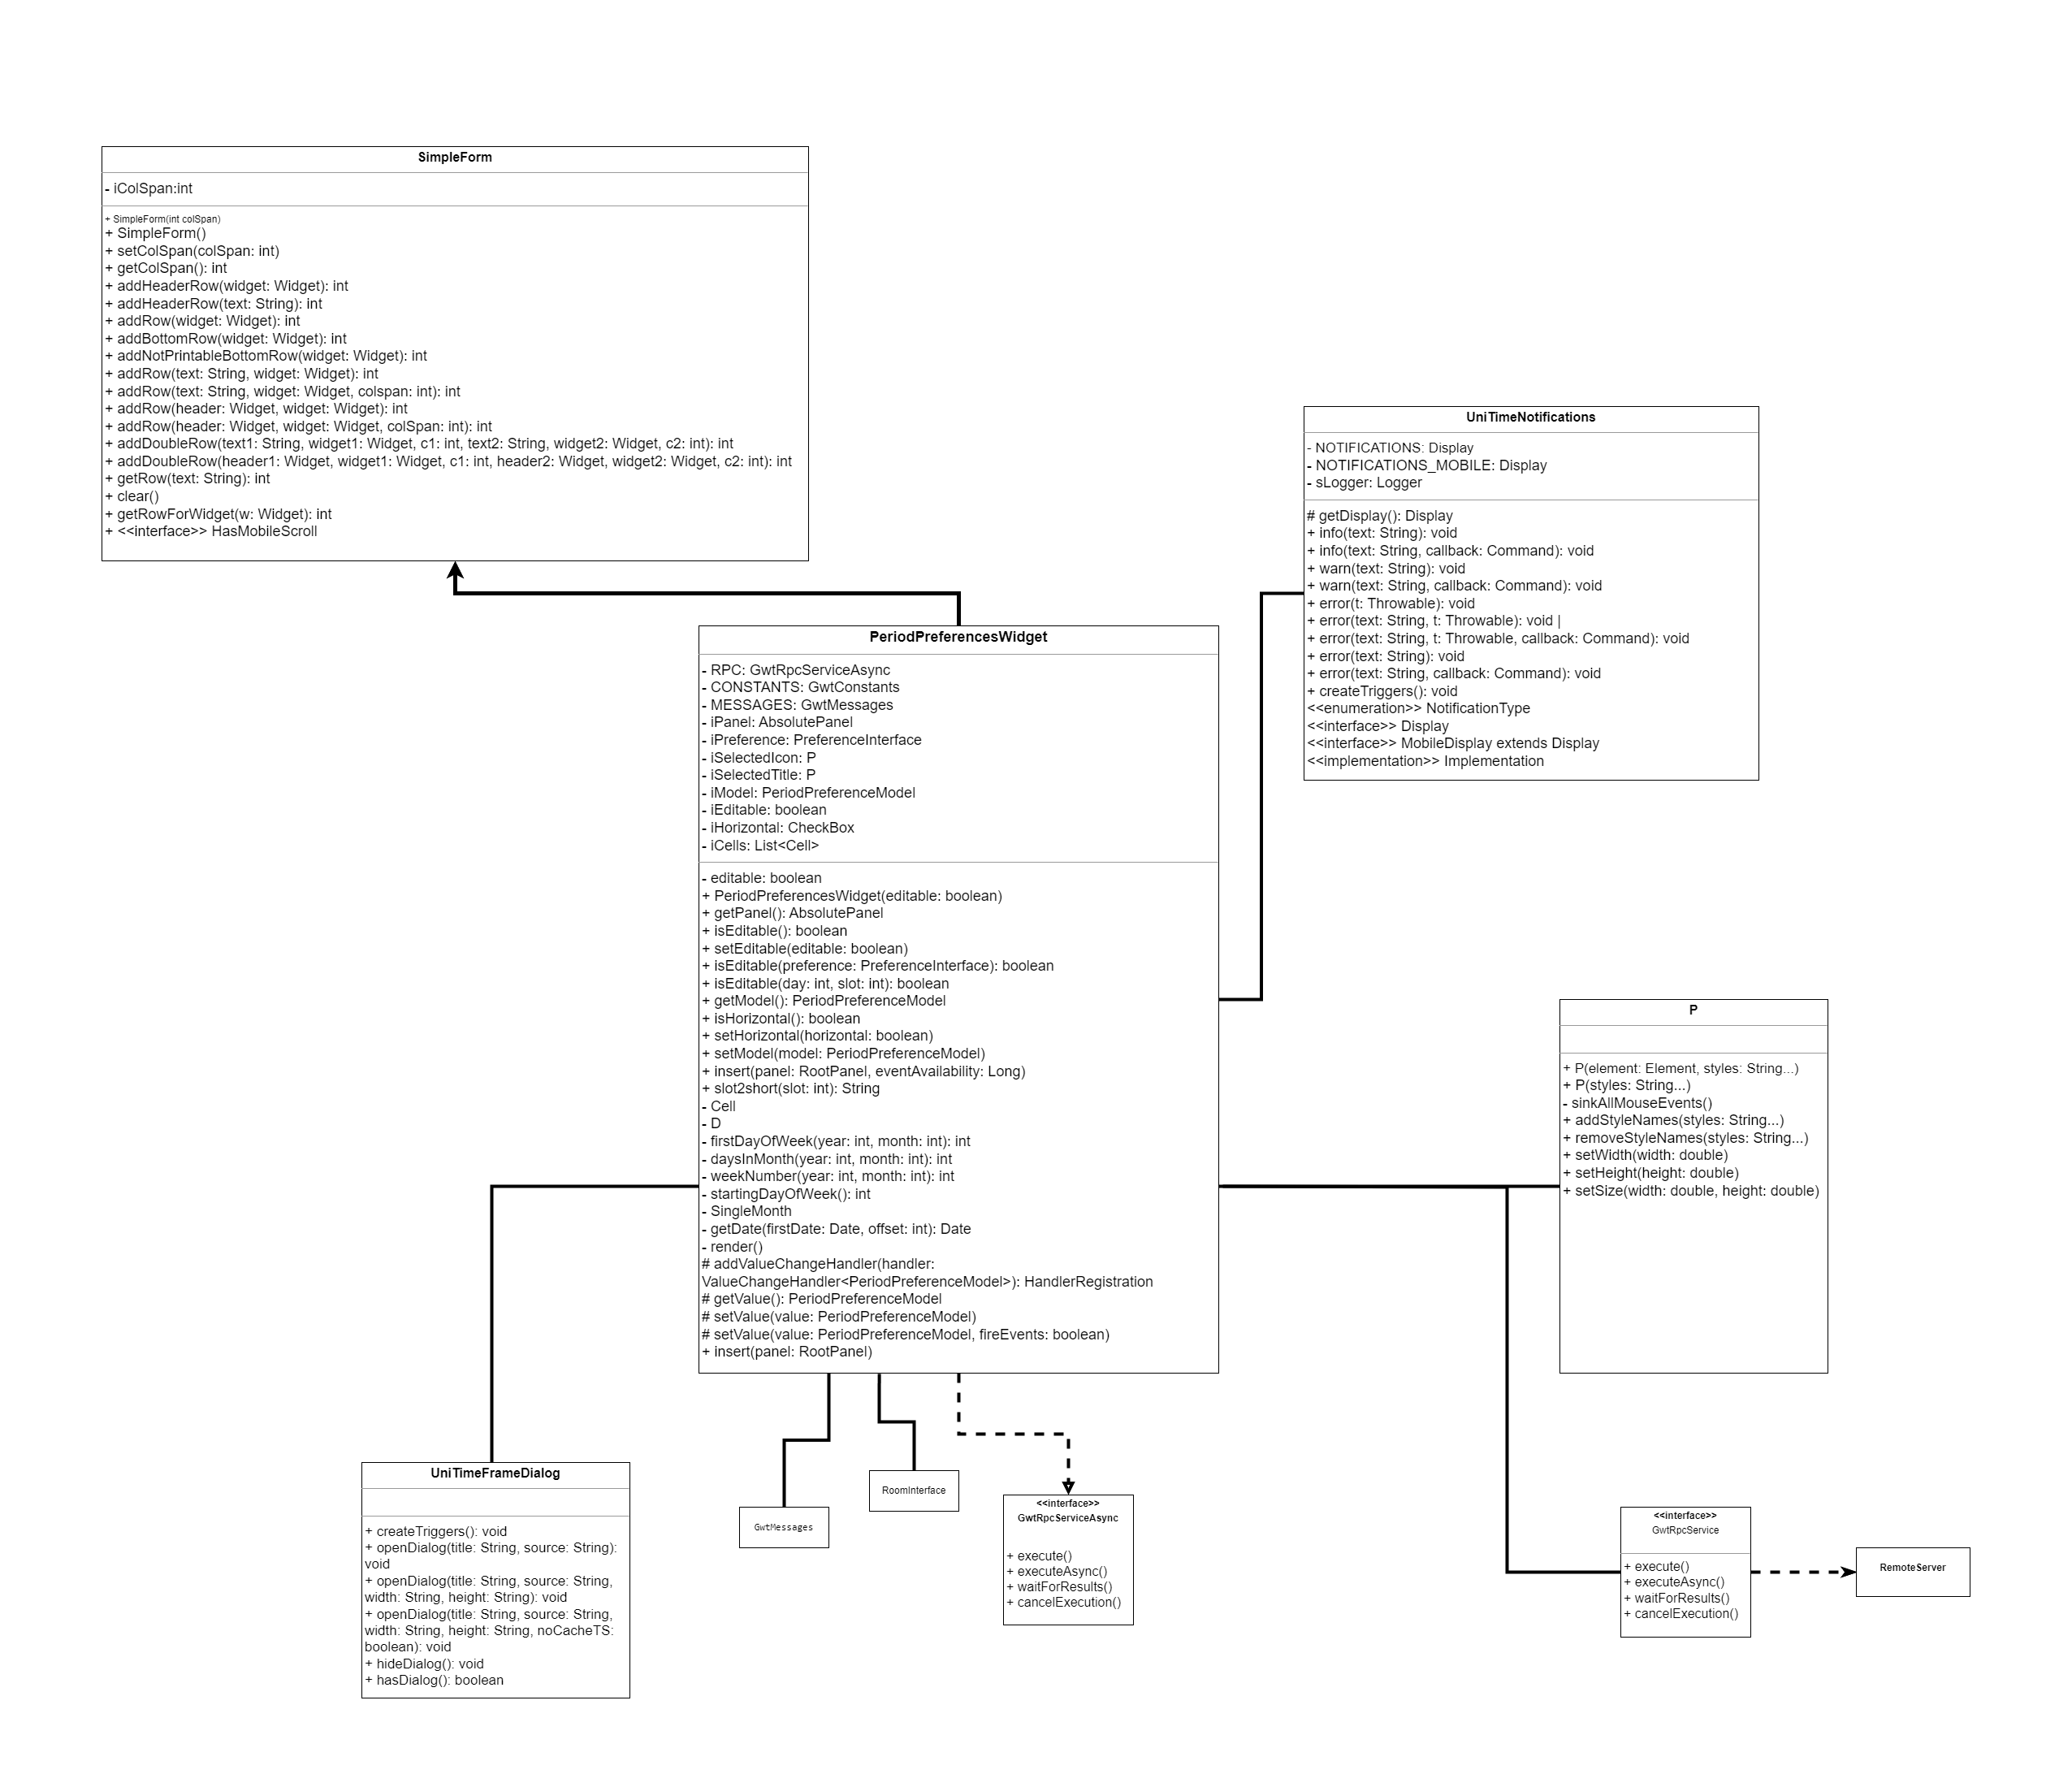 SimpleForm
- iColSpan:int
+ SimpleForm(int colSpan)
+ SimpleForm()
+ setColSpan(colSpan: int)
+ getColSpan(): int
+ addHeaderRow(widget: Widget): int
+ addHeaderRow(text: String): int
+ addRow(widget: Widget): int
+ addBottomRow(widget: Widget): int
+ addNotPrintableBottomRow(widget: Widget): int
+ addRow(text: String, widget: Widget): int
+ addRow(text: String, widget: Widget, colspan: int): int
+ addRow(header: Widget, widget: Widget): int
+ addRow(header: Widget, widget: Widget, colSpan: int): int
+ addDoubleRow(text1: String, widget1: Widget, c1: int, text2: String, widget2: Widget, c2: int): int
+ addDoubleRow(header1: Widget, widget1: Widget, c1: int, header2: Widget, widget2: Widget, c2: int): int
+ getRow(text: String): int
+ clear()
+ getRowForWidget(w: Widget): int
+ <<interface>> HasMobileScroll
UniTimeNotifications
- NOTIFICATIONS: Display
- NOTIFICATIONS_MOBILE: Display
- sLogger: Logger
# getDisplay(): Display
+ info(text: String): void
+ info(text: String, callback: Command): void
+ warn(text: String): void
+ warn(text: String, callback: Command): void
+ error(t: Throwable): void
+ error(text: String, t: Throwable): void |
+ error(text: String, t: Throwable, callback: Command): void
+ error(text: String): void
+ error(text: String, callback: Command): void
+ createTriggers(): void
<<enumeration>> NotificationType
<<interface>> Display
<<interface>> MobileDisplay extends Display
<<implementation>> Implementation
PeriodPreferencesWidget
- RPC: GwtRpcServiceAsync
- CONSTANTS: GwtConstants
- MESSAGES: GwtMessages
- iPanel: AbsolutePanel
- iPreference: PreferenceInterface
- iSelectedIcon: P
- iSelectedTitle: P
- iModel: PeriodPreferenceModel
- iEditable: boolean
- iHorizontal: CheckBox
- iCells: List<Cell>
- editable: boolean
+ PeriodPreferencesWidget(editable: boolean)
+ getPanel(): AbsolutePanel
+ isEditable(): boolean
+ setEditable(editable: boolean)
+ isEditable(preference: PreferenceInterface): boolean
+ isEditable(day: int, slot: int): boolean
+ getModel(): PeriodPreferenceModel
+ isHorizontal(): boolean
+ setHorizontal(horizontal: boolean)
+ setModel(model: PeriodPreferenceModel)
+ insert(panel: RootPanel, eventAvailability: Long)
+ slot2short(slot: int): String
- Cell
- D
- firstDayOfWeek(year: int, month: int): int
- daysInMonth(year: int, month: int): int
- weekNumber(year: int, month: int): int
- startingDayOfWeek(): int
- SingleMonth
- getDate(firstDate: Date, offset: int): Date
- render()
# addValueChangeHandler(handler:
ValueChangeHandler<PeriodPreferenceModel>): HandlerRegistration
# getValue(): PeriodPreferenceModel
# setValue(value: PeriodPreferenceModel)
# setValue(value: PeriodPreferenceModel, fireEvents: boolean)
+ insert(panel: RootPanel)
P
+ P(element: Element, styles: String...)
+ P(styles: String...)
- sinkAllMouseEvents()
+ addStyleNames(styles: String...)
+ removeStyleNames(styles: String...)
+ setWidth(width: double)
+ setHeight(height: double)
+ setSize(width: double, height: double)
UniTimeFrameDialog
+ createTriggers(): void
+ openDialog(title: String, source: String):
void
+ openDialog(title: String, source: String,
width: String, height: String): void
+ openDialog(title: String, source: String,
width: String, height: String, noCacheTS:
boolean): void
+ hideDialog(): void
+ hasDialog(): boolean
GwtMessages
RoomInterface
<<interface>>
GwtRpcServiceAsync
+ execute()
+ executeAsync()
+ waitForResults()
+ cancelExecution()
<<interface>>
GwtRpcService
+ execute()
+ executeAsync()
+ waitForResults()
+ cancelExecution()
RemoteServer